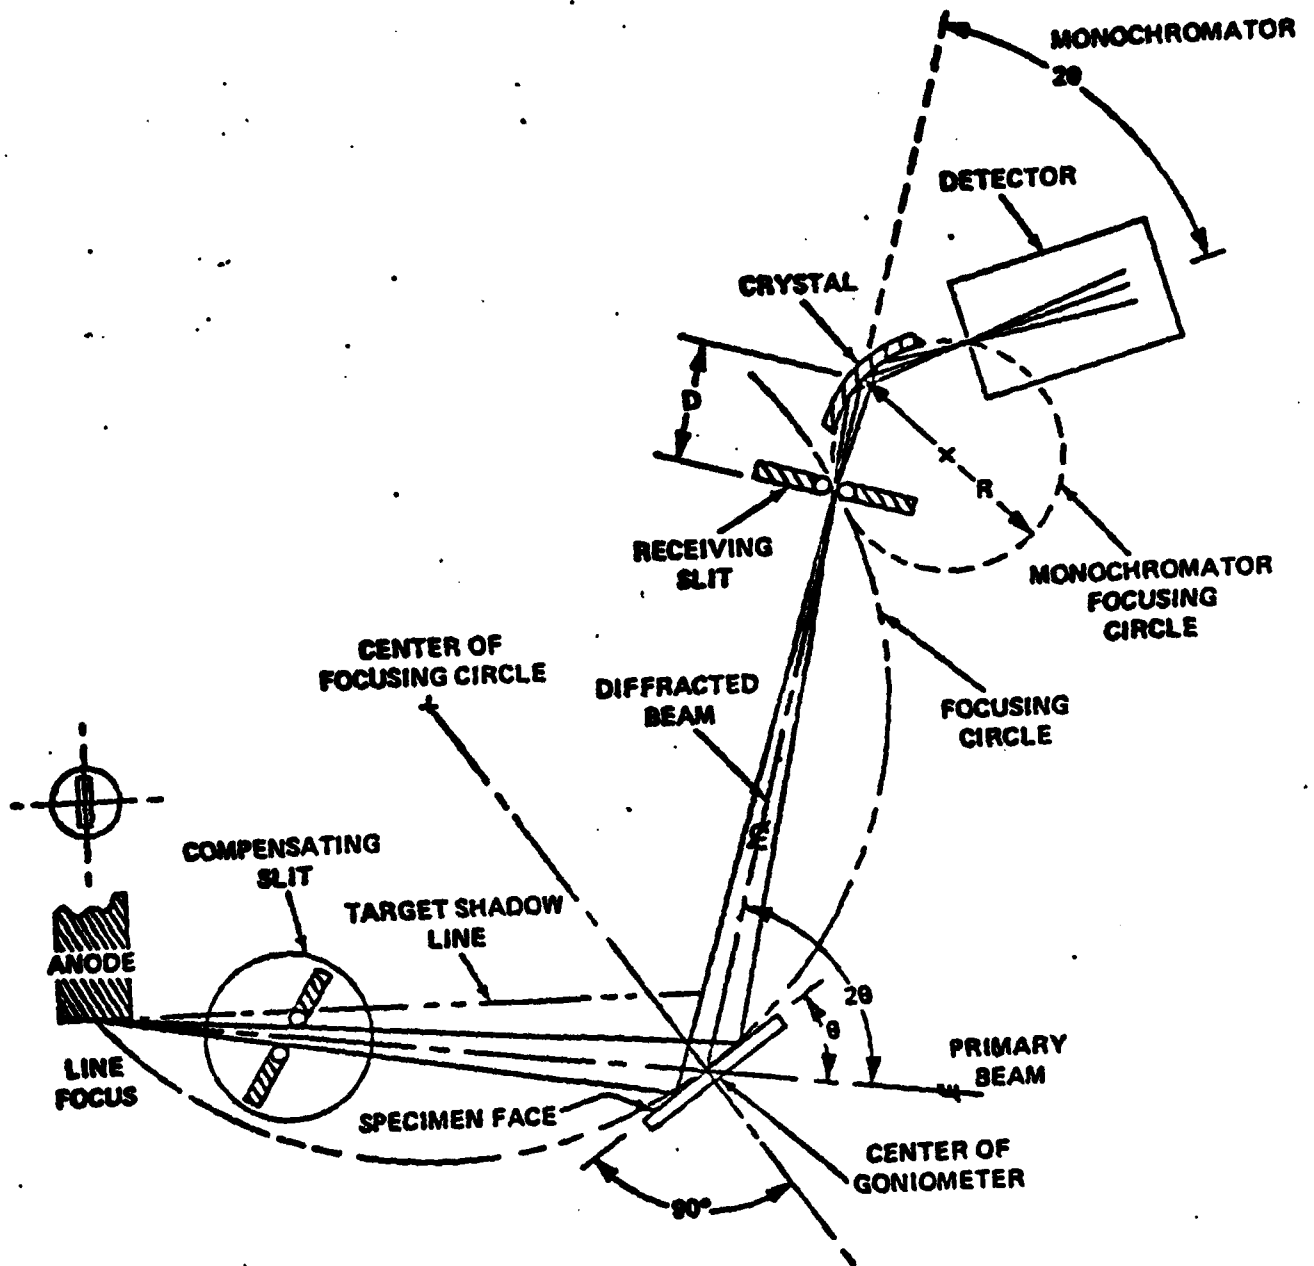 MONOCHROMATOR
2θ
DETECTOR
CRYSTAL
D
R
RECEIVING
SLIT
MONOCHROMATOR
FOCUSING
CIRCLE
CENTER OF
FOCUSING CIRCLE
DIFFRACTED
BEAM
FOCUSING
CIRCLE
COMPENSATING
SLIT
TARGET SHADOW
LINE
ANODE
2θ
θ
LINE
FOCUS
PRIMARY
BEAM
SPECIMEN FACE
CENTER OF
GONIOMETER
90°